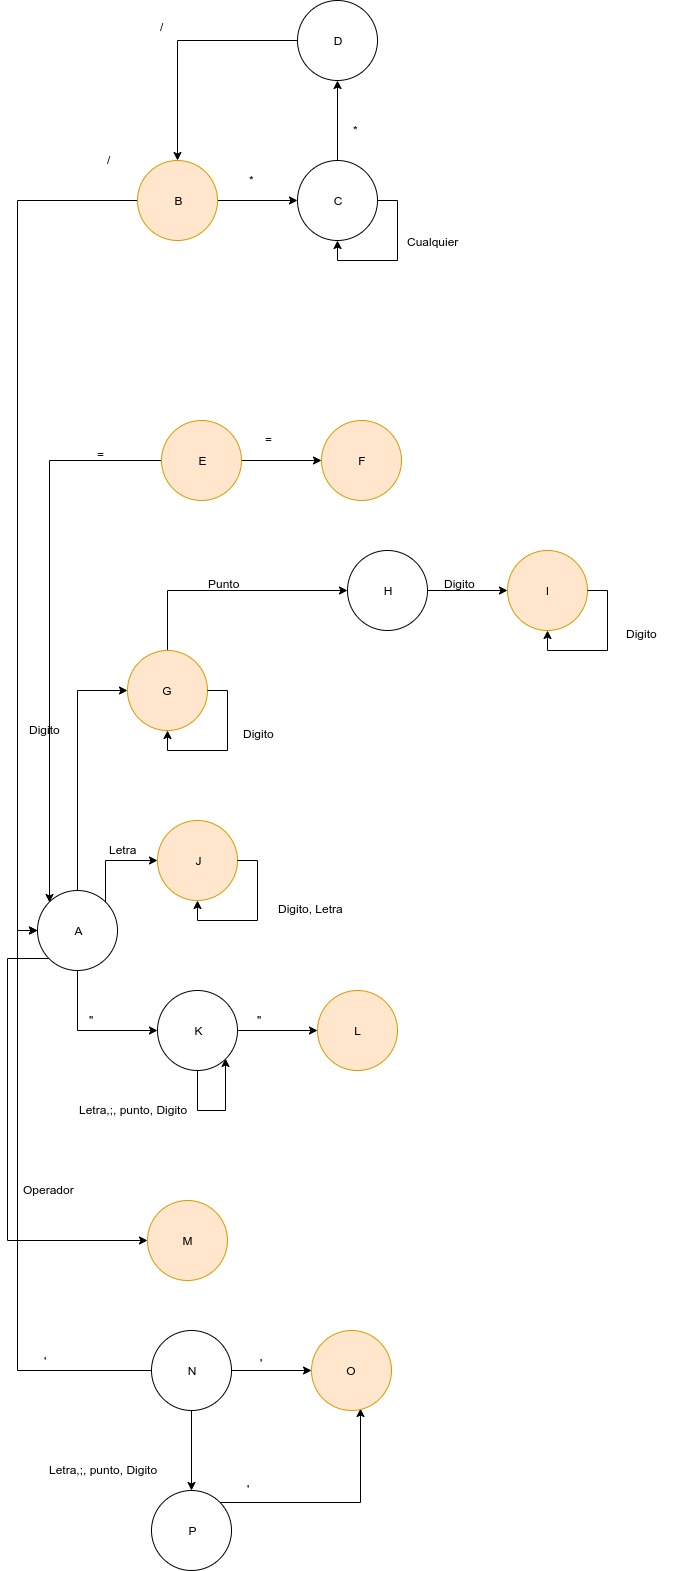 /
D
*
/
*
B
C
Cualquier
=
=
E
F
Punto
H
Digito
I
Digito
G
Digito
Digito
Letra
J
Digito, Letra
A
"
K
"
L
Letra,;, punto, Digito
Operador
M
'
'
N
O
Letra,;, punto, Digito
'
P